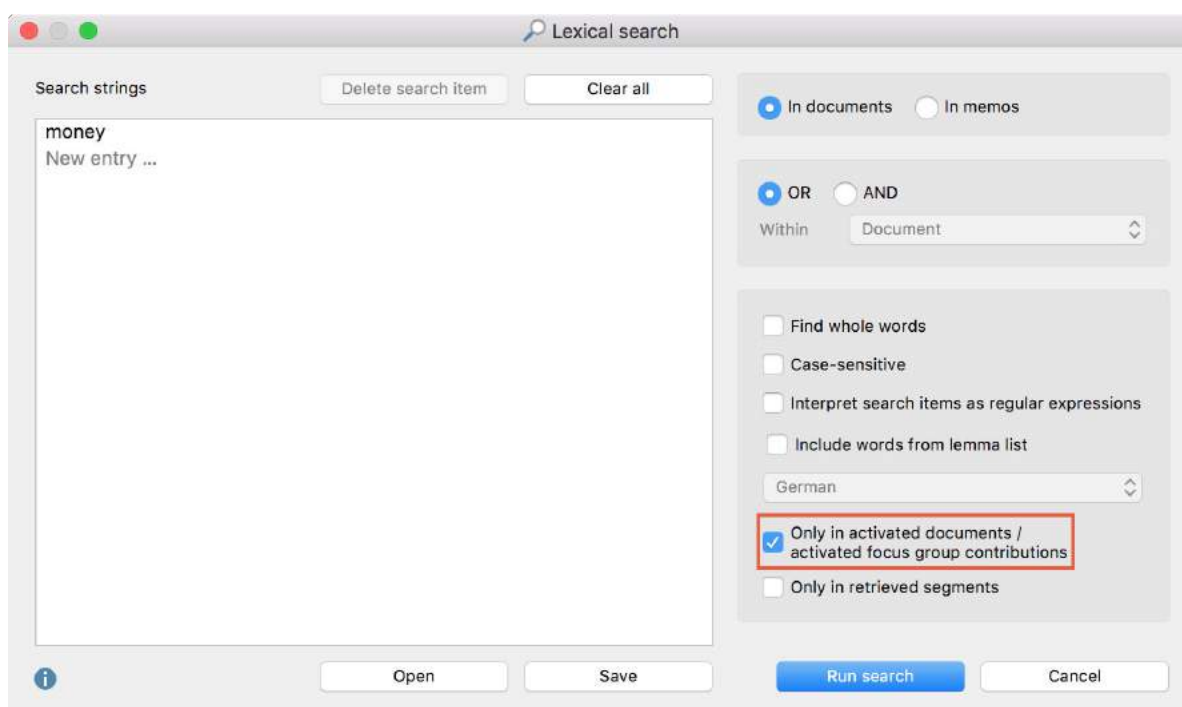 Lexical search
Search strings
Delete search item
Clear all
money
New entry ...
In documents
In memos
OR
AND
Within
Document
Find whole words
Case-sensitive
Interpret search items as regular expressions
Include words from lemma list
German
Only in activated documents /
activated focus group contributions
Only in retrieved segments
Open
Save
Run search
Cancel